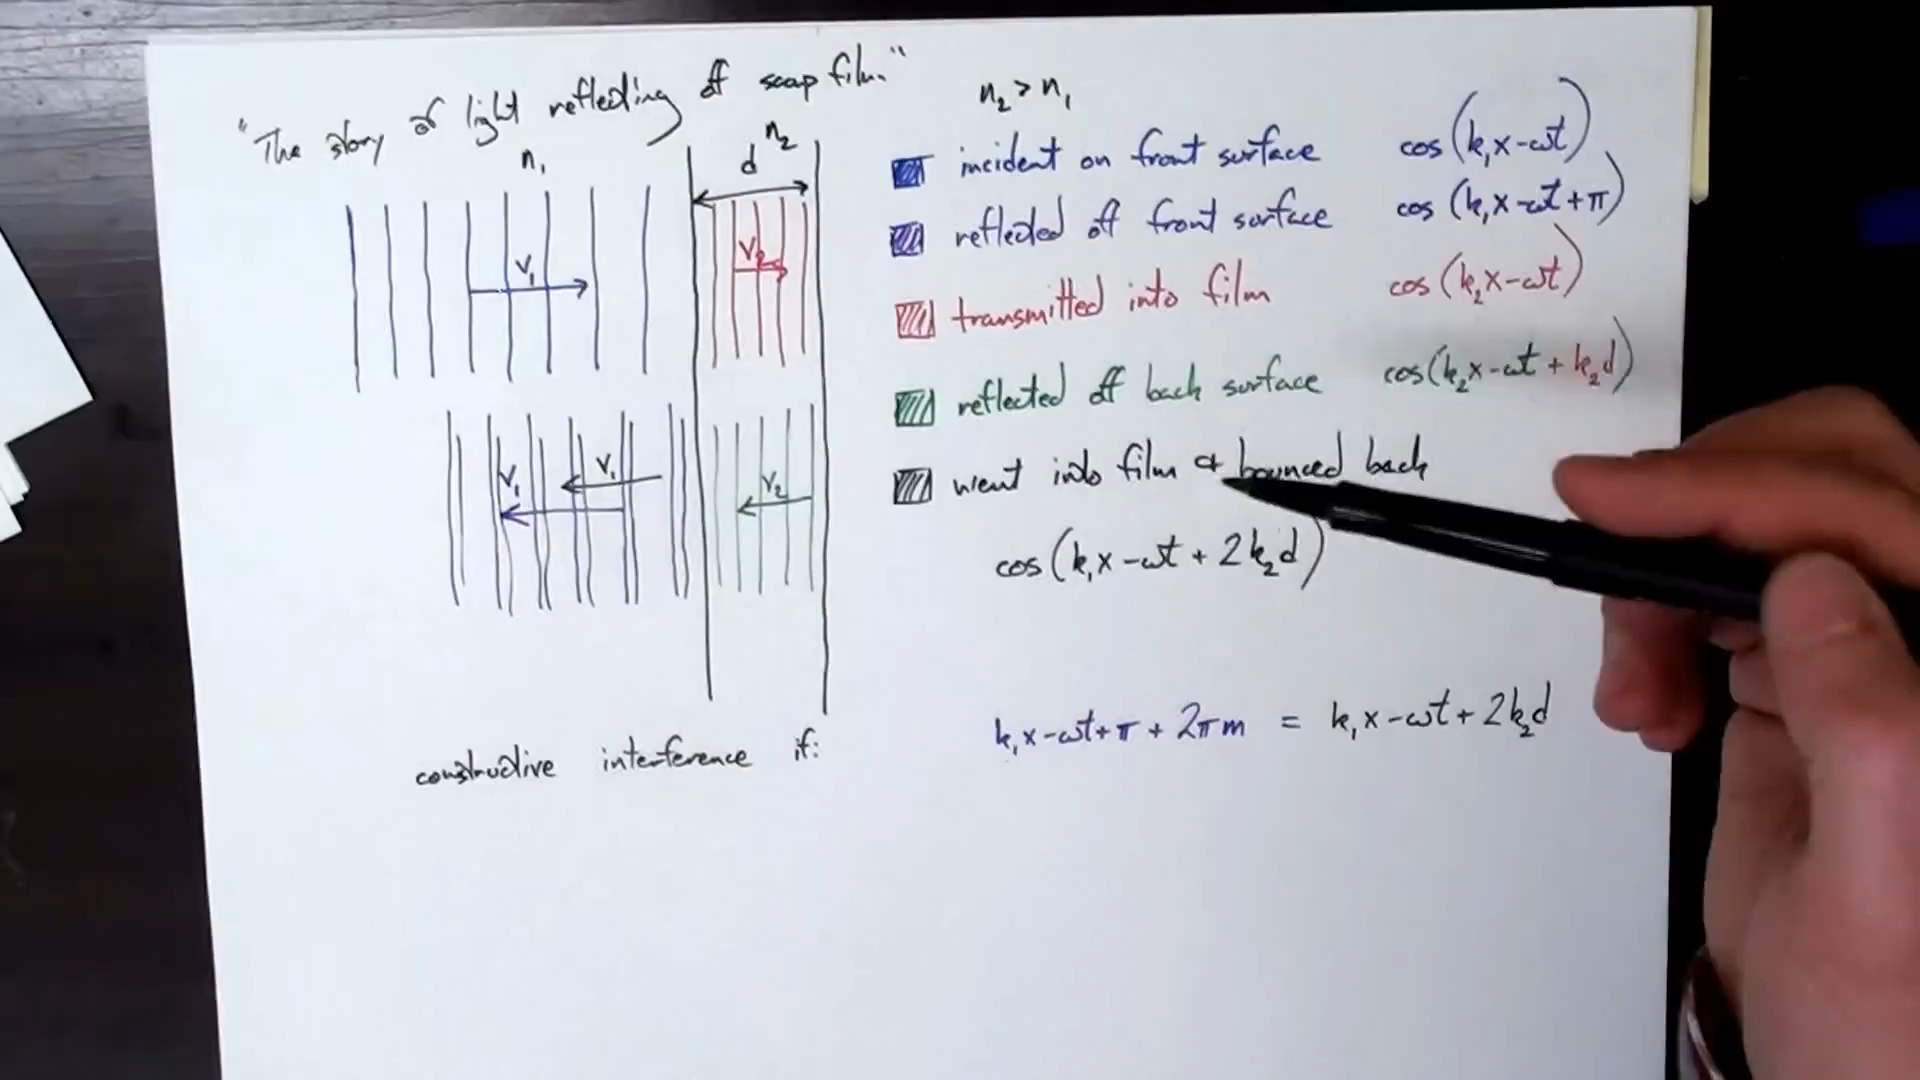 "The story of light reflecting off soap film."
n₁
d
n₂
V₁
V₂
V₁
V₁
V₂
n₂ > n₁
incident on front surface cos(k₁x-ωt)
reflected off front surface cos(k₁x-ωt+π)
transmitted into film cos(k₂x-ωt)
reflected off back surface cos(k₂x-ωt+k₂d)
went into film & bounced back
cos(k₁x-ωt+2k₂d)
constructive interference if: k₁x-ωt+π+2πm = k₁x-ωt+2k₂d